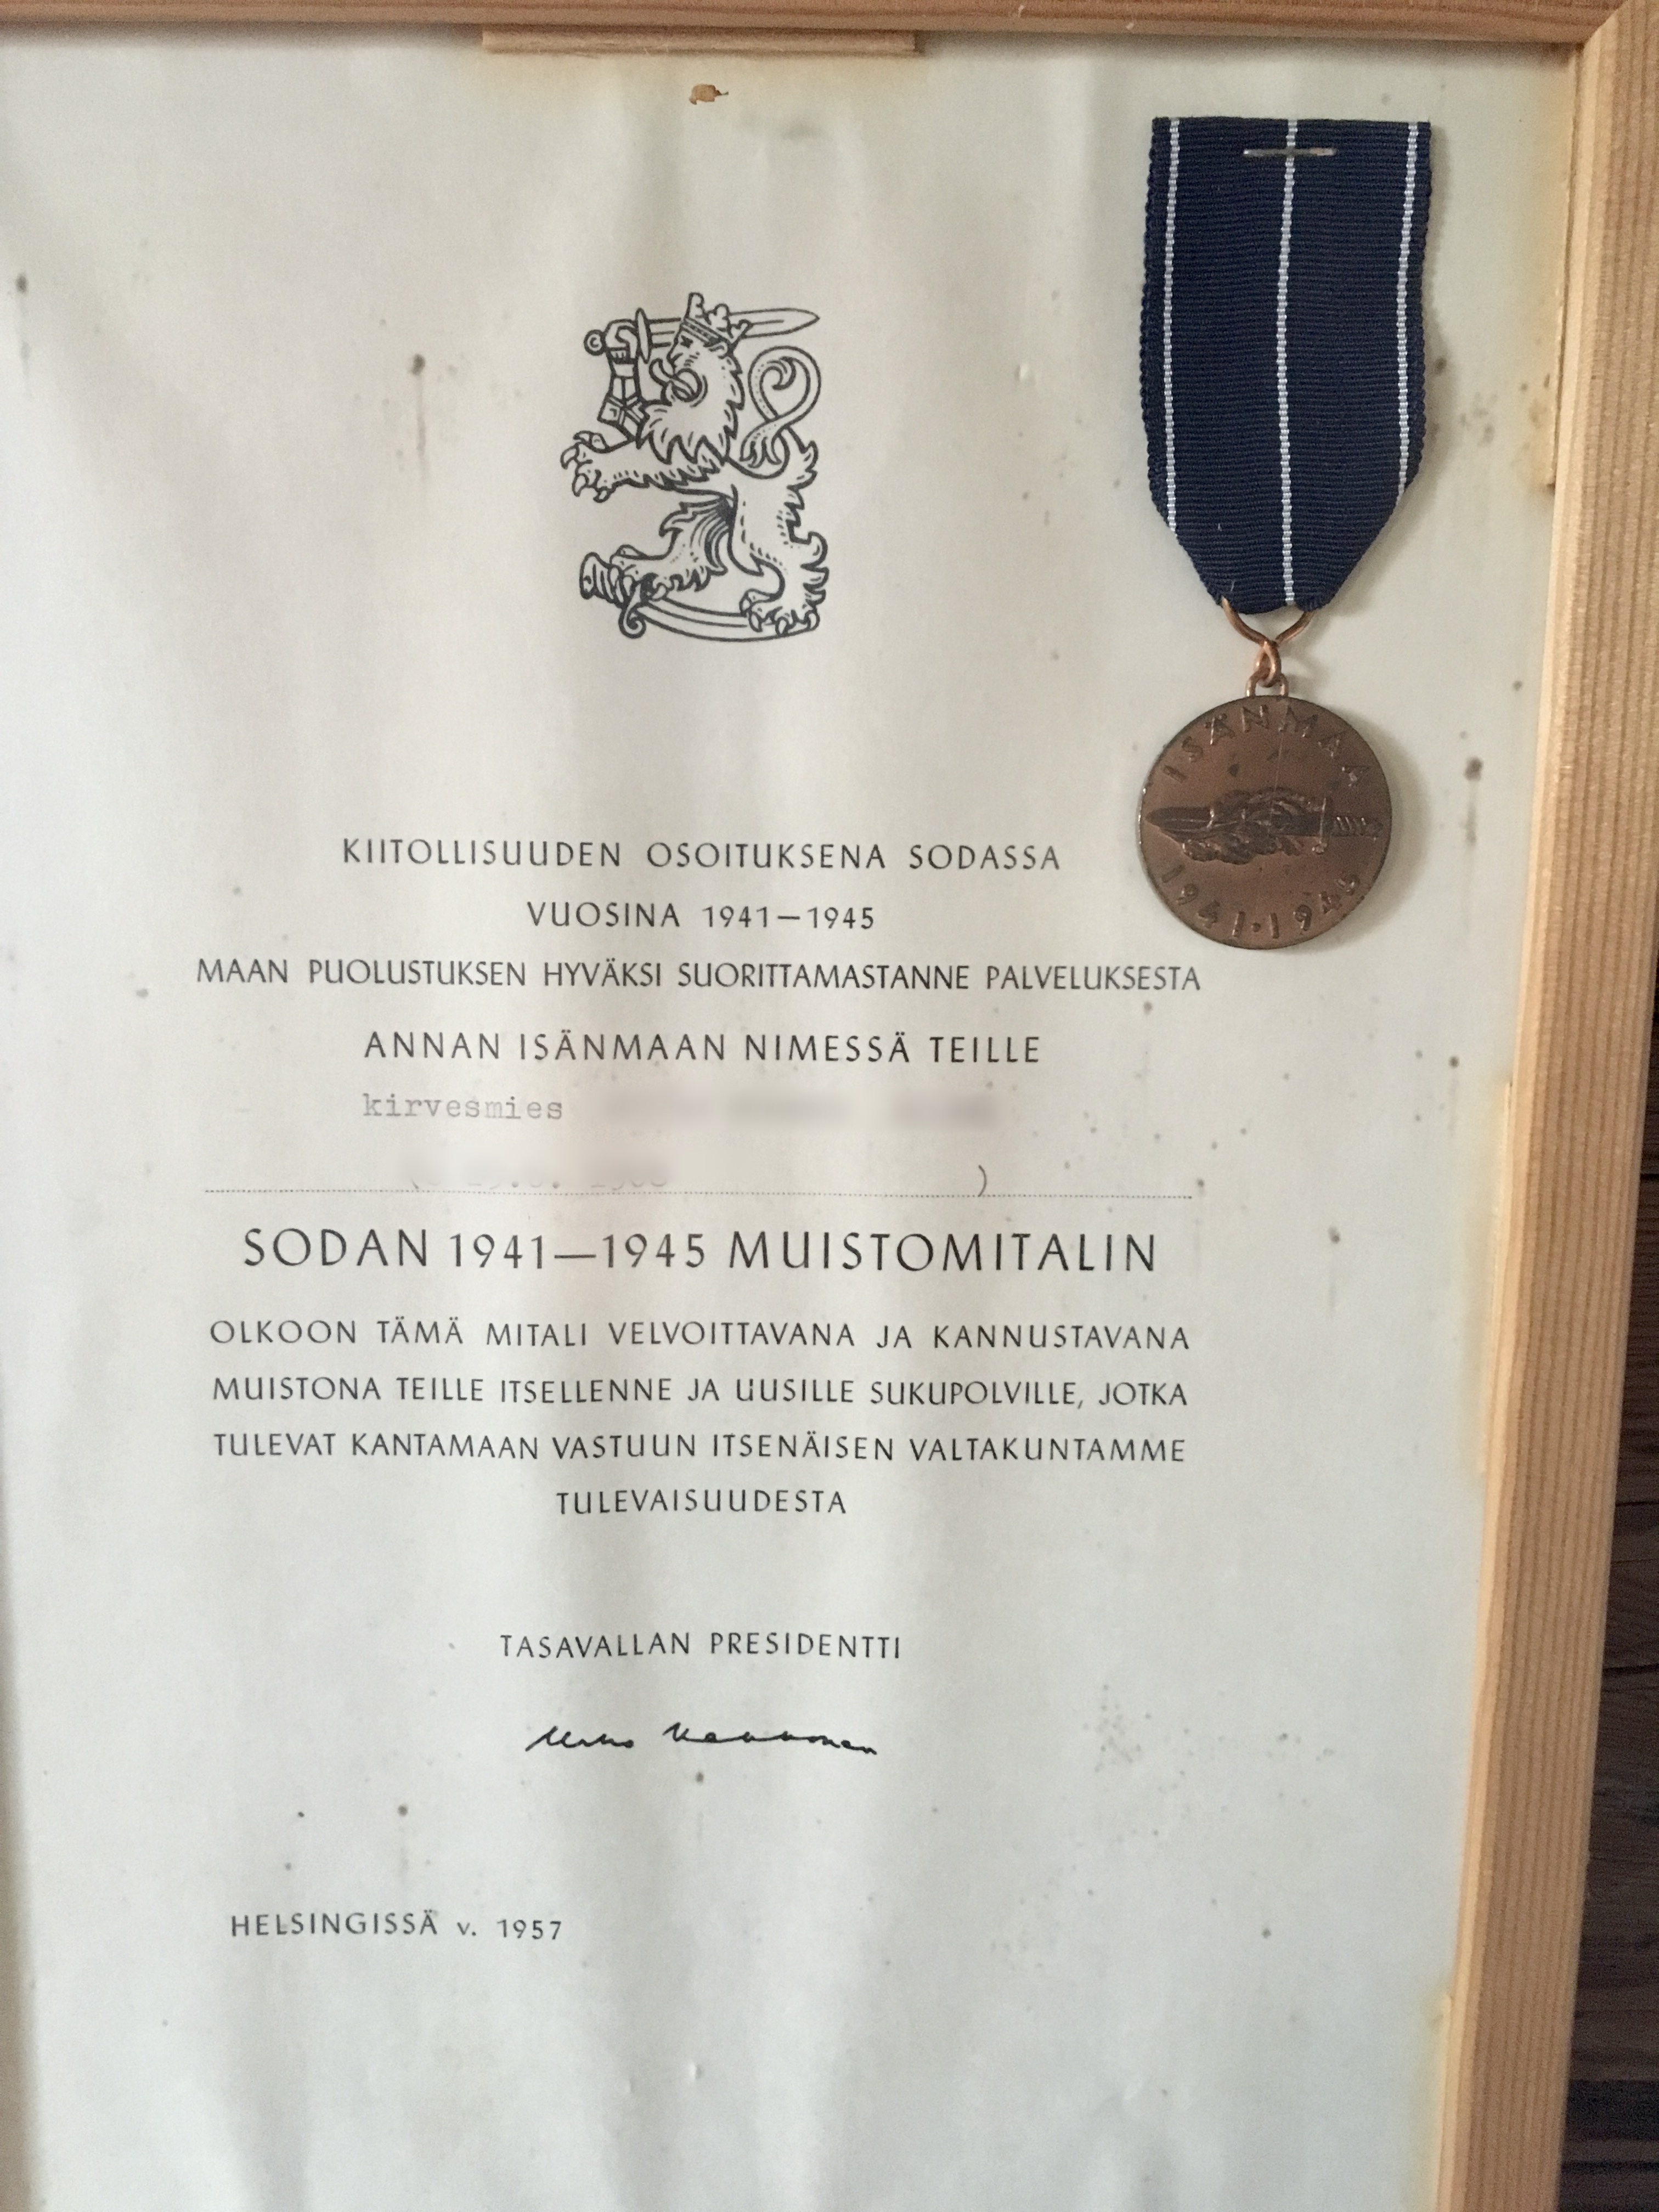 KIITOLLISUUDEN OSOITUKSENA SODASSA
VUOSINA 1941—1945
MAAN PUOLUSTUKSEN HYVÄKSI SUORITTAMASTANNE PALVELUKSESTA
ANNAN ISÄNMAAN NIMESSÄ TEILLE
kirvesmies
)
SODAN 1941—1945 MUISTOMITALIN
OLKOON TÄMÄ MITALI VELVOITTAVANA JA KANNUSTAVANA
MUISTONA TEILLE ITSELLENNE JA UUSILLE SUKUPOLVILLE, JOTKA
TULEVAT KANTAMAAN VASTUUN ITSENÄISEN VALTAKUNTAMME
TULEVAISUUDESTA
TASAVALLAN PRESIDENTTI
Urho Kekkonen
HELSINGISSÄ v. 1957
ISÄNMAA
1941·1945